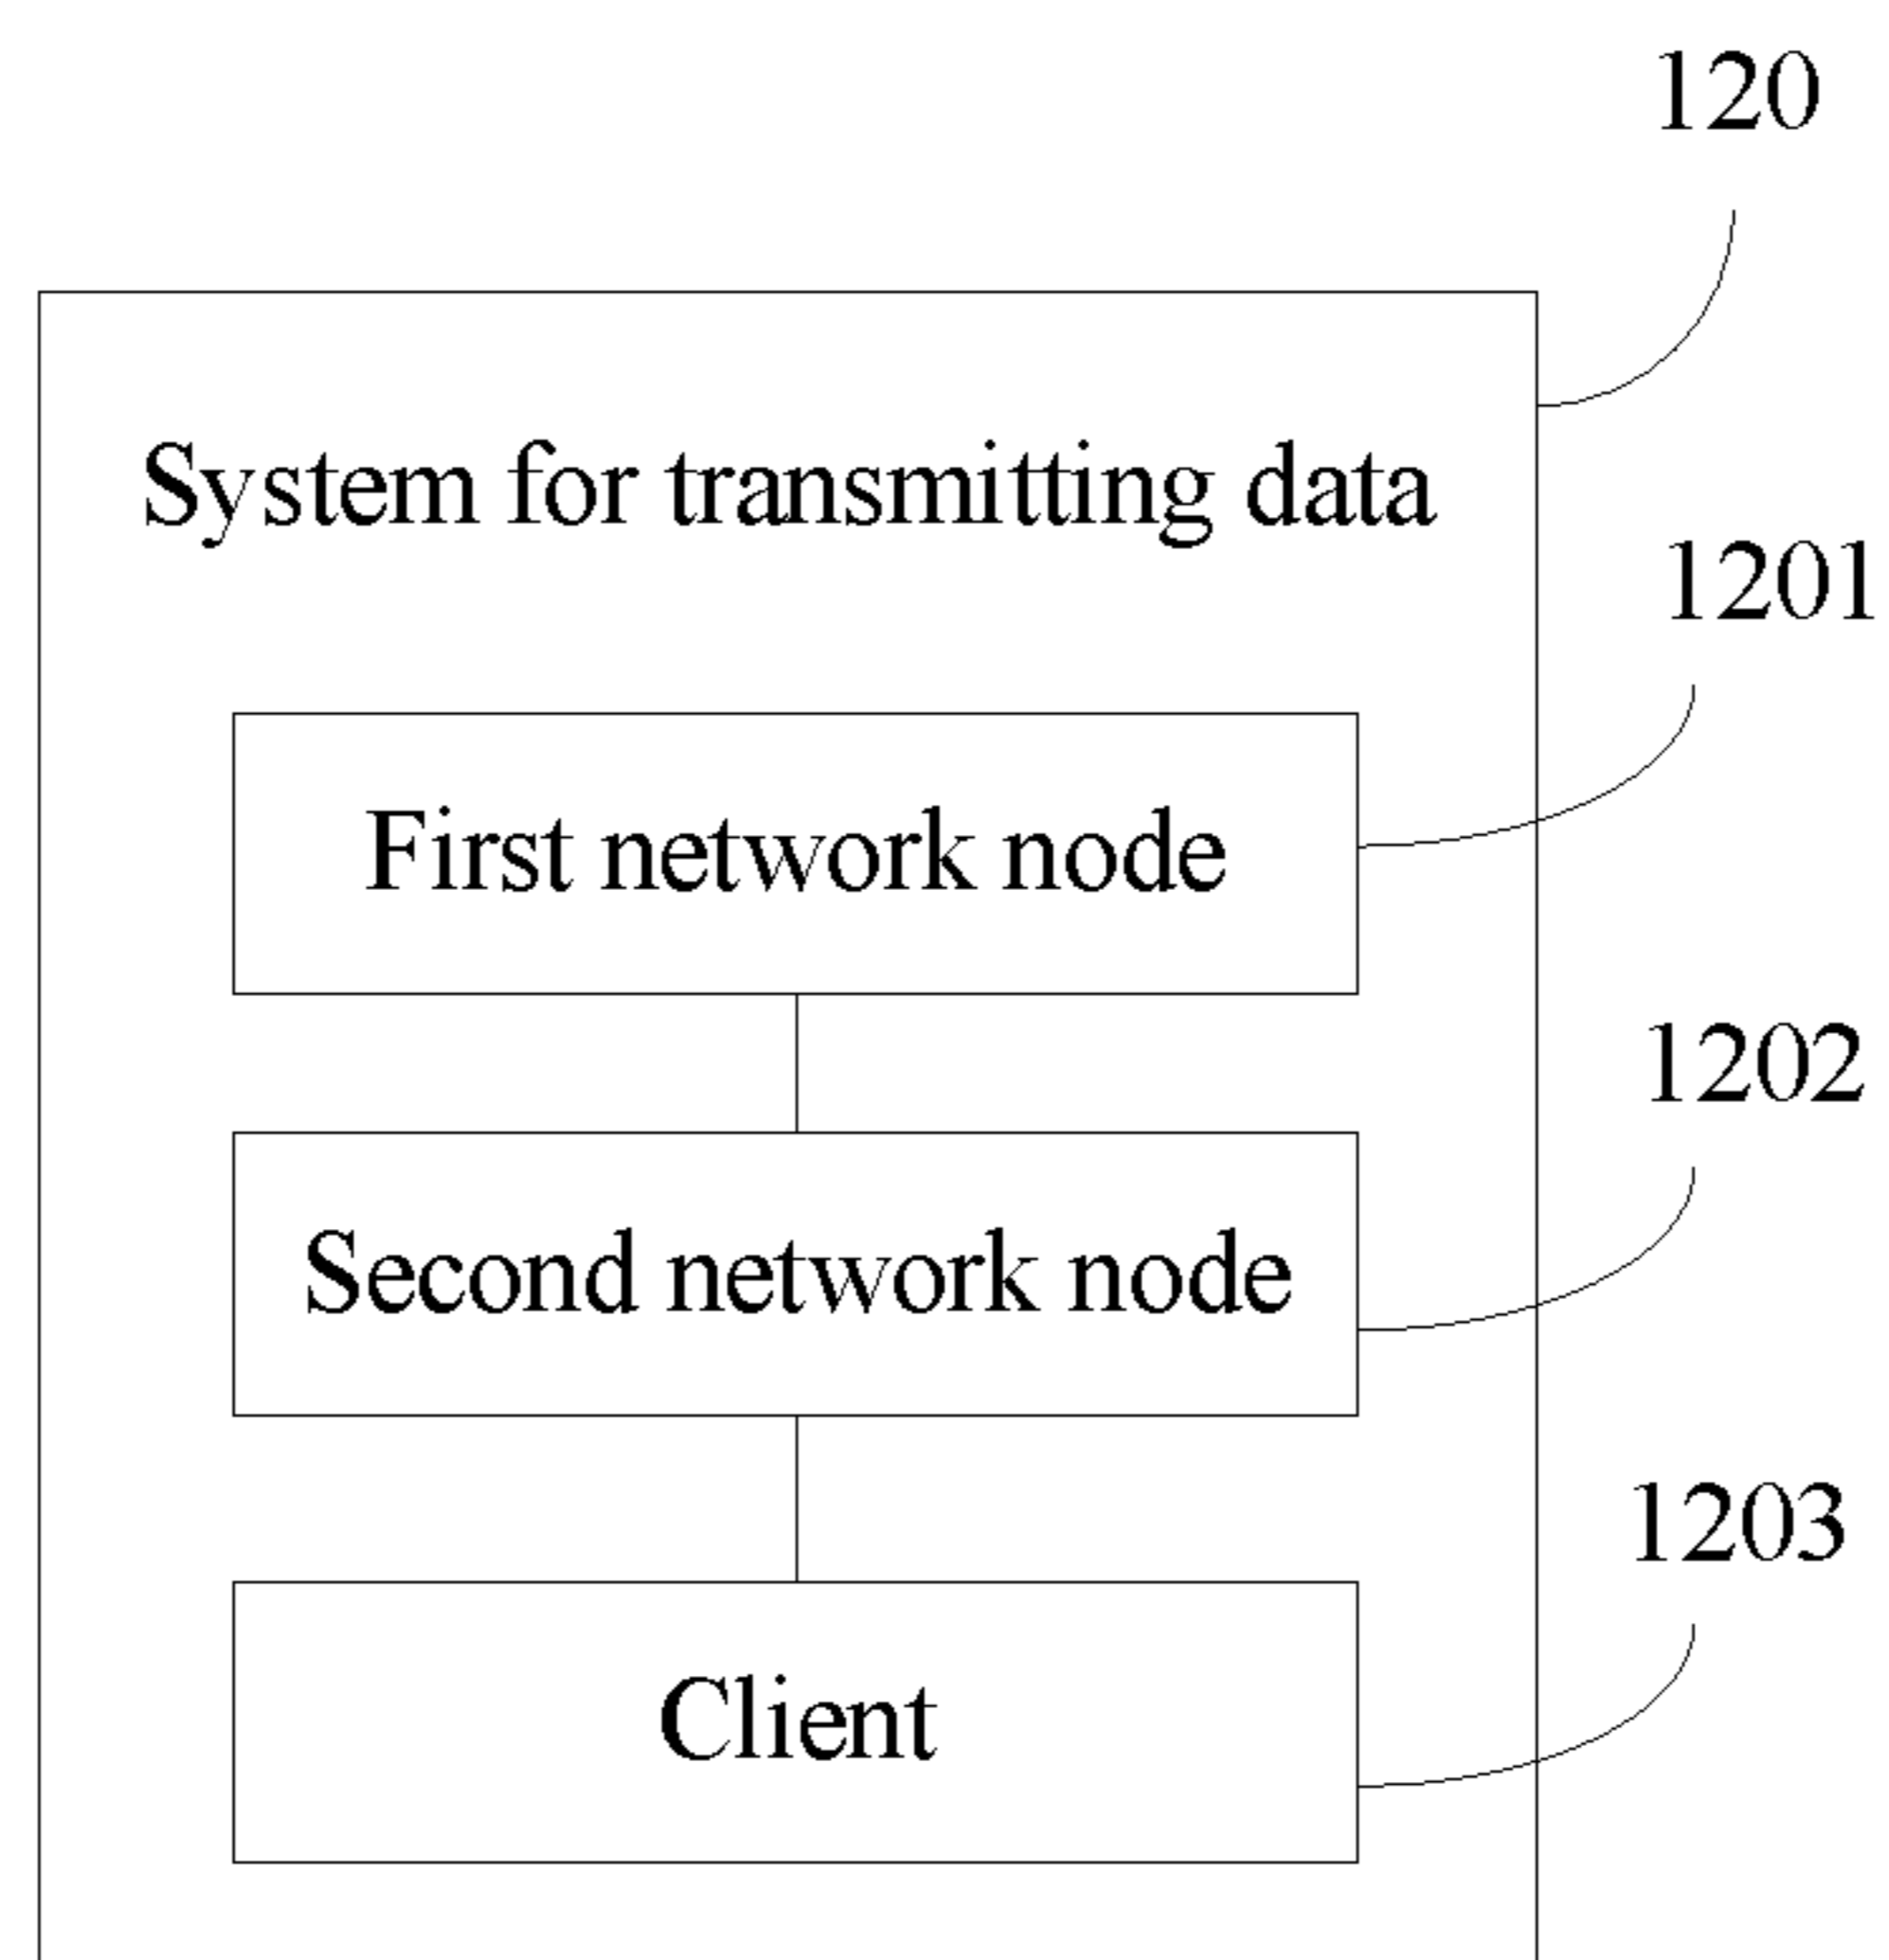 120
System for transmitting data
1201
First network node
1202
Second network node
1203
Client